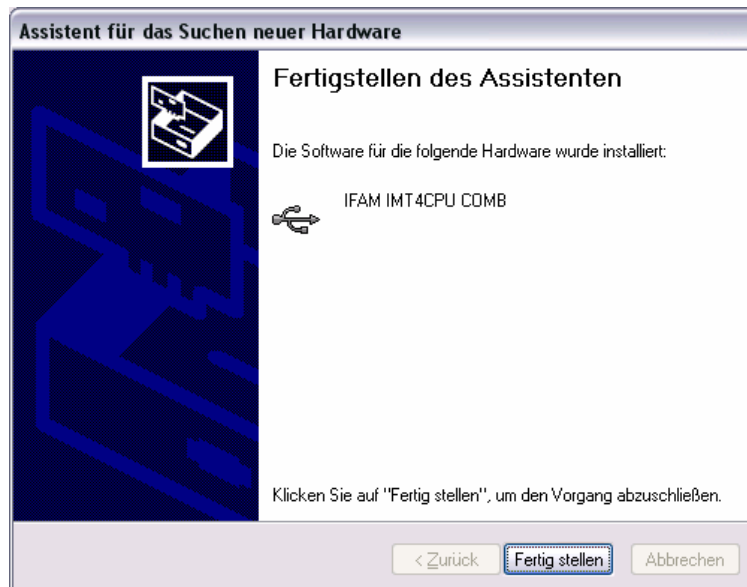 Assistent für das Suchen neuer Hardware
Fertigstellen des Assistenten
Die Software für die folgende Hardware wurde installiert:
IFAM IMT4CPU COMB
Klicken Sie auf "Fertig stellen", um den Vorgang abzuschließen.
< Zurück Fertig stellen Abbrechen